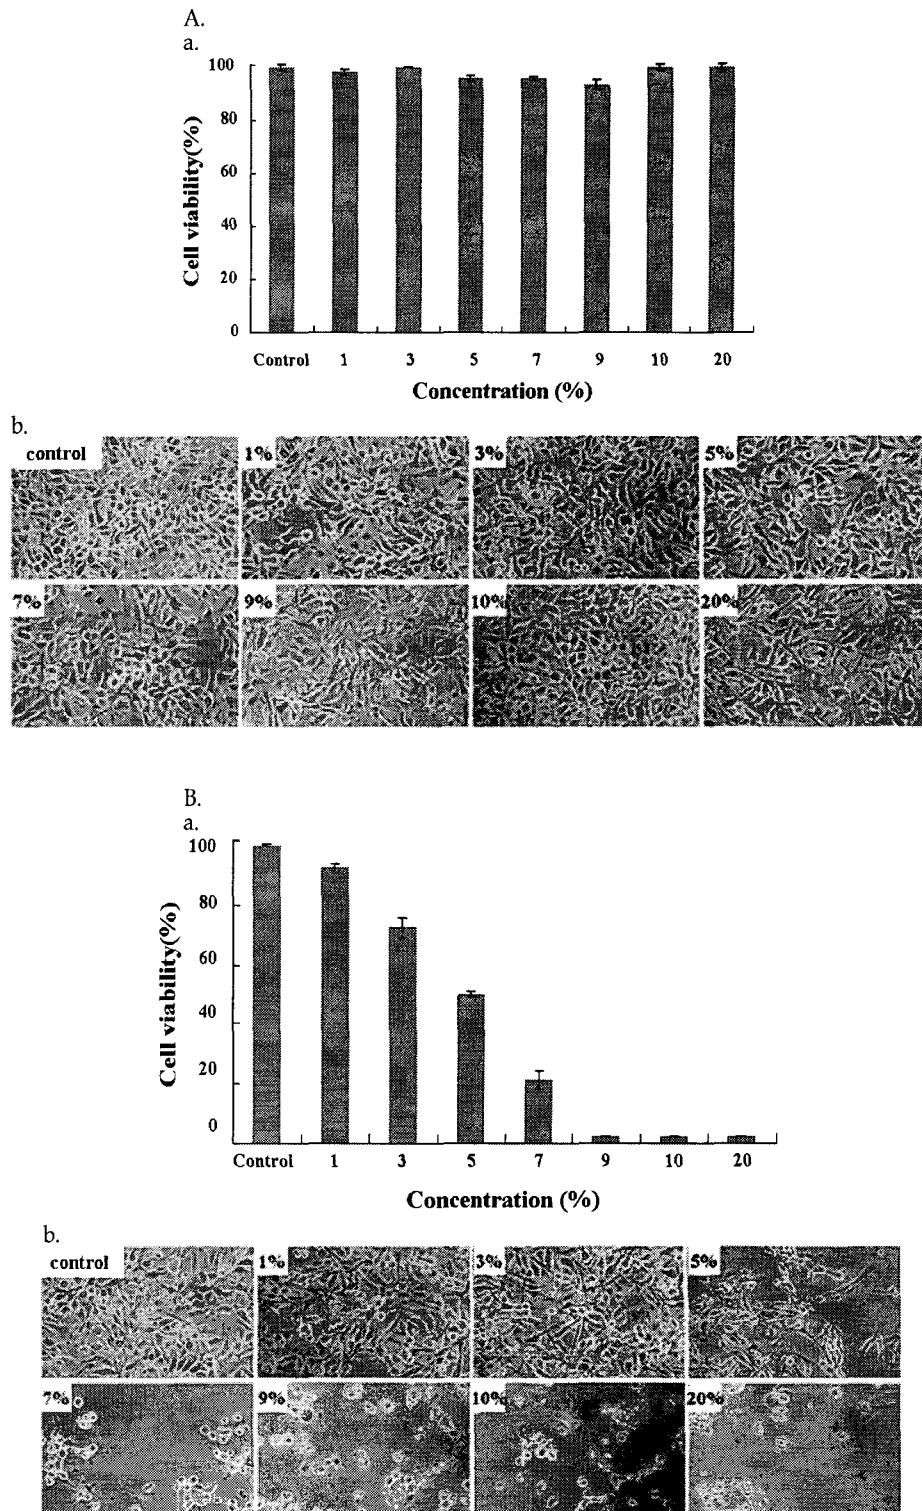 A.
a.
100
80
60
40
20
0
Cell viability(%)
Control 1 3 5 7 9 10 20
Concentration (%)
b.
control 1% 3% 5%
7% 9% 10% 20%
B.
a.
100
80
60
40
20
0
Cell viability(%)
Control 1 3 5 7 9 10 20
Concentration (%)
b.
control 1% 3% 5%
7% 9% 10% 20%